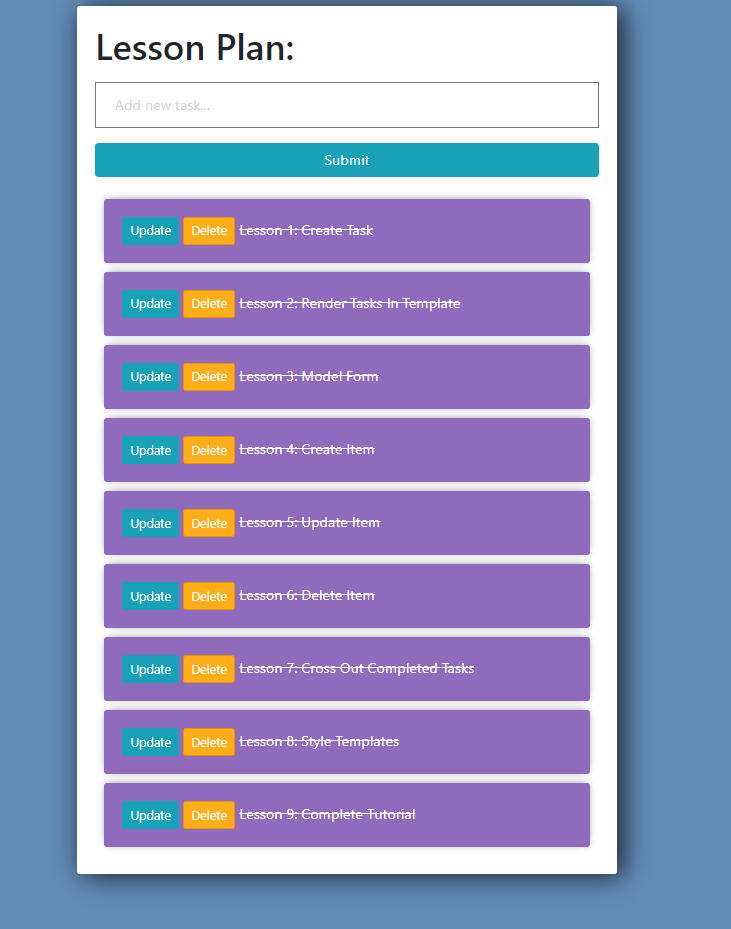 Lesson Plan:
Add new task...
Submit
Update Delete Lesson 1: Create Task
Update Delete Lesson 2: Render Tasks In Template
Update Delete Lesson 3: Model Form
Update Delete Lesson 4: Create Item
Update Delete Lesson 5: Update Item
Update Delete Lesson 6: Delete Item
Update Delete Lesson 7: Cross Out Completed Tasks
Update Delete Lesson 8: Style Templates
Update Delete Lesson 9: Complete Tutorial